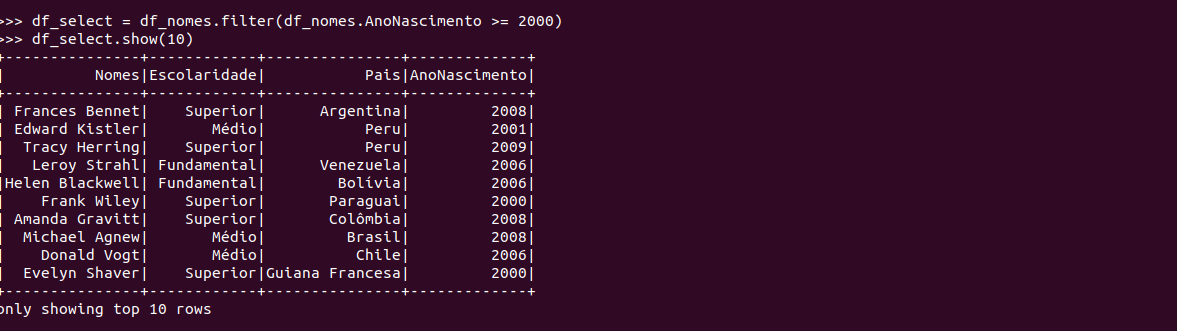 >>> df_select = df_nomes.filter(df_nomes.AnoNascimento >= 2000)
>>> df_select.show(10)
+---------------+------------+---------------+-------------+
|          Nomes|Escolaridade|           Pais|AnoNascimento|
+---------------+------------+---------------+-------------+
| Frances Bennet|    Superior|      Argentina|         2008|
| Edward Kistler|       Médio|           Peru|         2001|
|  Tracy Herring|    Superior|           Peru|         2009|
|   Leroy Strahl| Fundamental|      Venezuela|         2006|
|Helen Blackwell| Fundamental|        Bolívia|         2006|
|    Frank Wiley|    Superior|       Paraguai|         2000|
| Amanda Gravitt|    Superior|       Colômbia|         2008|
|  Michael Agnew|       Médio|         Brasil|         2008|
|    Donald Vogt|       Médio|          Chile|         2006|
|  Evelyn Shaver|    Superior|Guiana Francesa|         2000|
+---------------+------------+---------------+-------------+
only showing top 10 rows